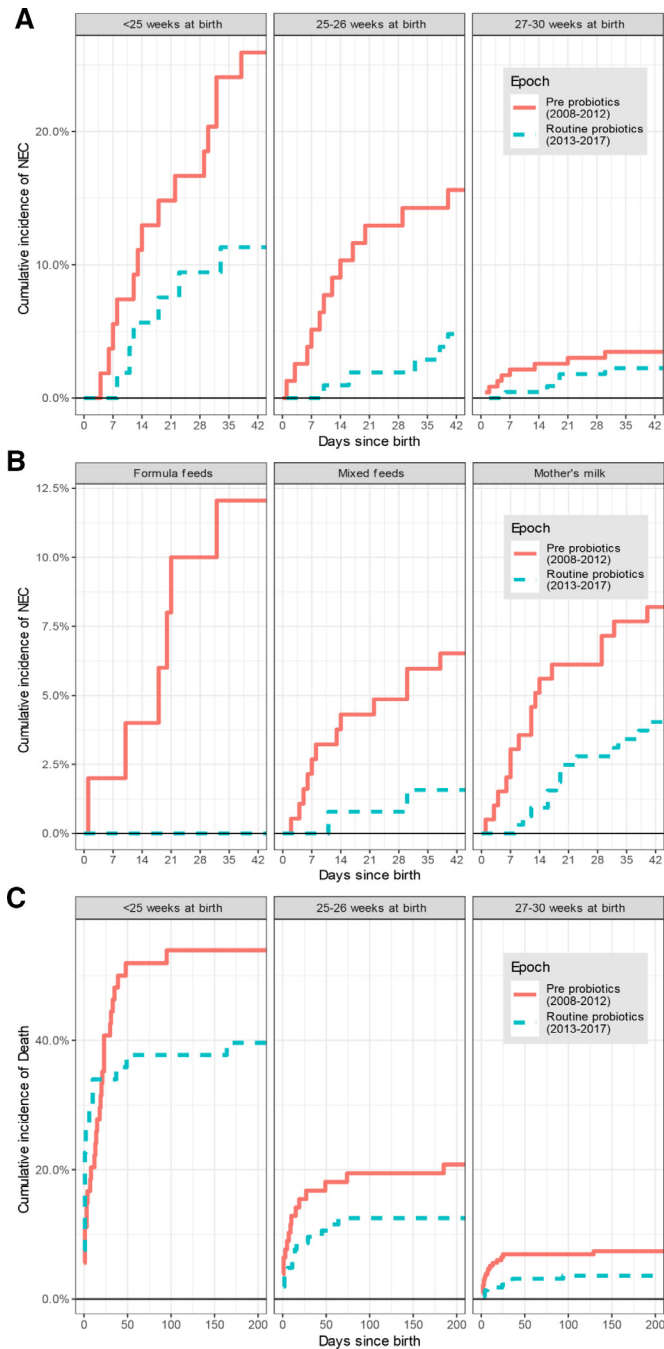 A
<25 weeks at birth
25-26 weeks at birth
27-30 weeks at birth
Cumulative incidence of NEC
20.0%
10.0%
0.0%
Epoch
Pre probiotics
(2008-2012)
Routine probiotics
(2013-2017)
0 7 14 21 28 35 42
0 7 14 21 28 35 42
0 7 14 21 28 35 42
Days since birth
B
Formula feeds
Mixed feeds
Mother's milk
Cumulative incidence of NEC
12.5%
10.0%
7.5%
5.0%
2.5%
0.0%
Epoch
Pre probiotics
(2008-2012)
Routine probiotics
(2013-2017)
0 7 14 21 28 35 42
0 7 14 21 28 35 42
0 7 14 21 28 35 42
Days since birth
C
<25 weeks at birth
25-26 weeks at birth
27-30 weeks at birth
Cumulative incidence of Death
40.0%
20.0%
0.0%
Epoch
Pre probiotics
(2008-2012)
Routine probiotics
(2013-2017)
0 50 100 150 200
0 50 100 150 200
0 50 100 150 200
Days since birth